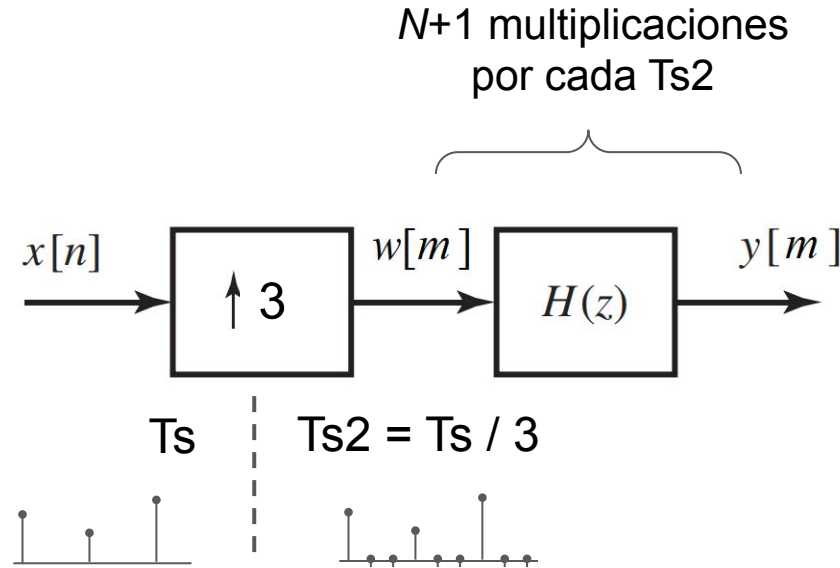 N+1 multiplicaciones
por cada Ts2
x[n]
↑ 3
w[m]
H(z)
y[m]
Ts
Ts2 = Ts / 3